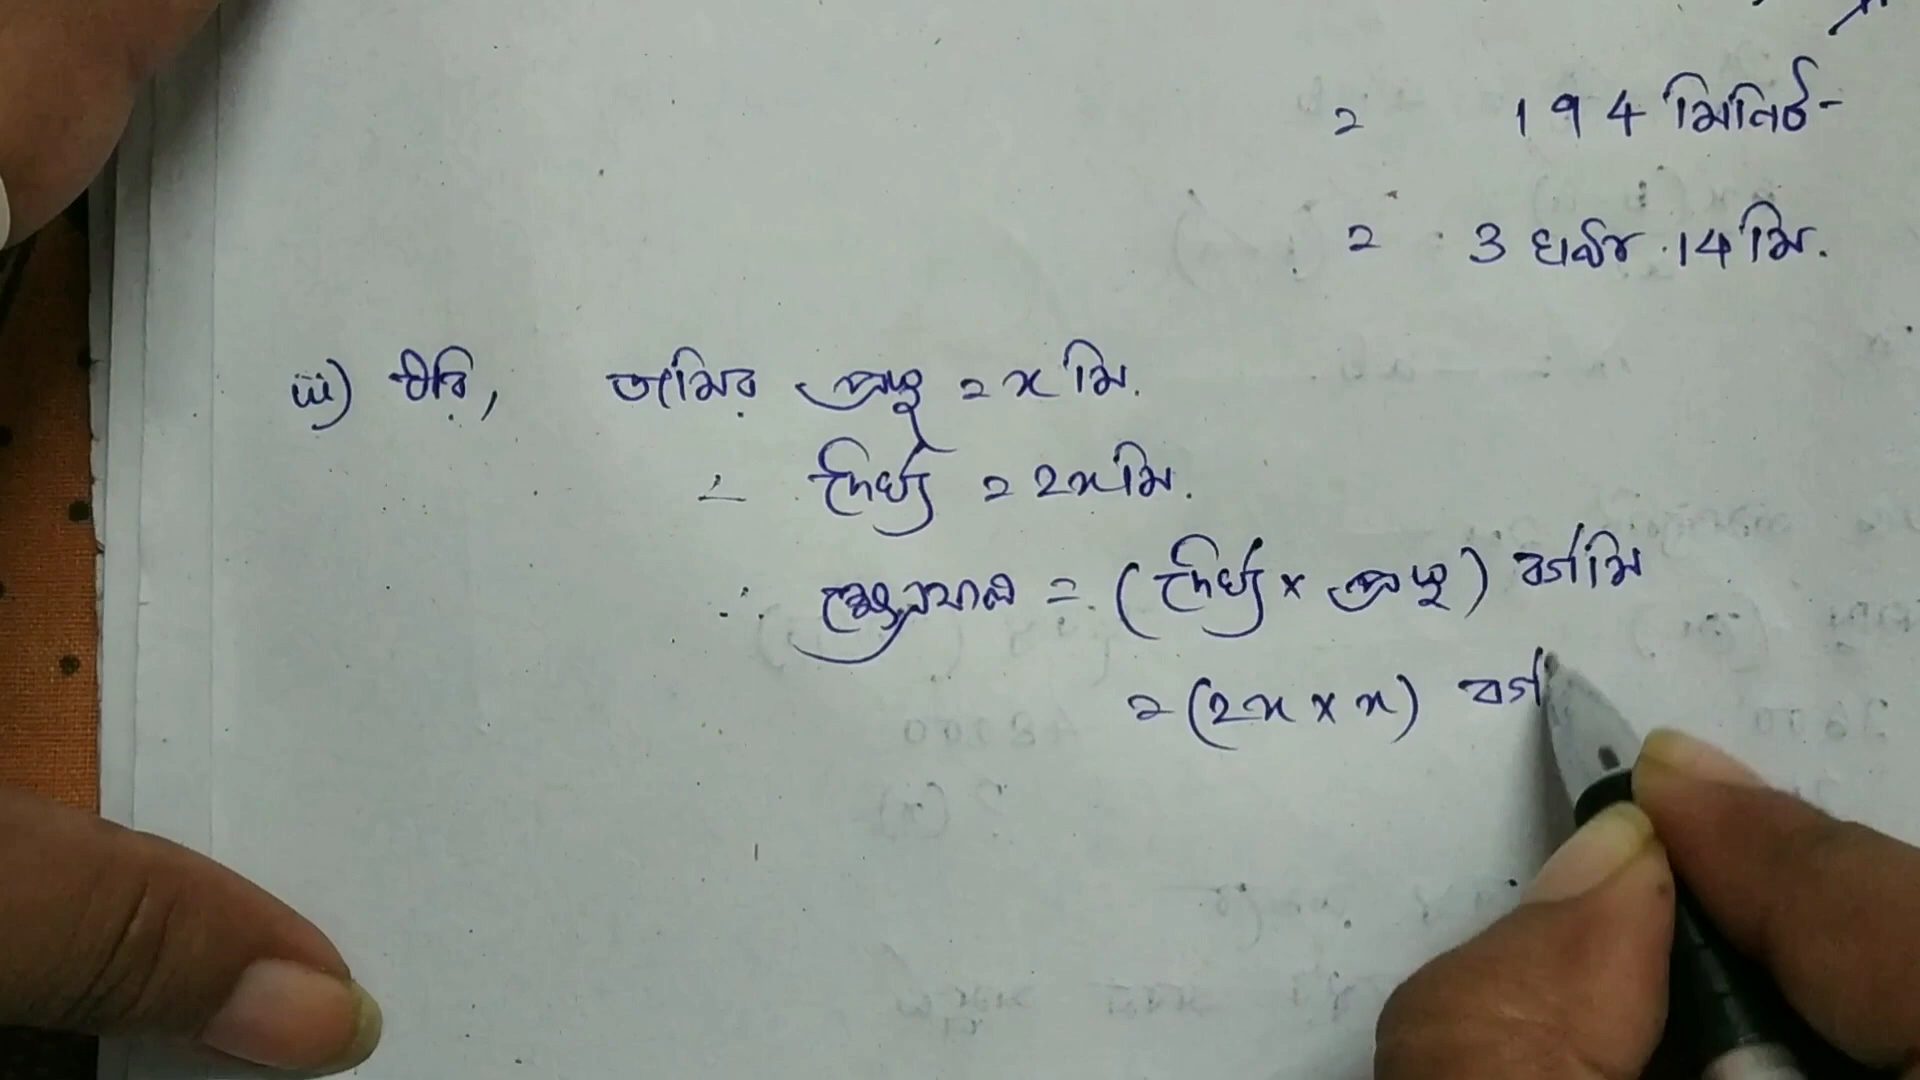 = 194 মিনিট
= 3 ঘন্টা 14 মি.
iii) ধরি, জমির প্রস্থ = x মি.
∴ দৈর্ঘ্য = 2x মি.
∴ ক্ষেত্রফল = (দৈর্ঘ্য × প্রস্থ) বর্গমি
= (2x × x) বর্গ